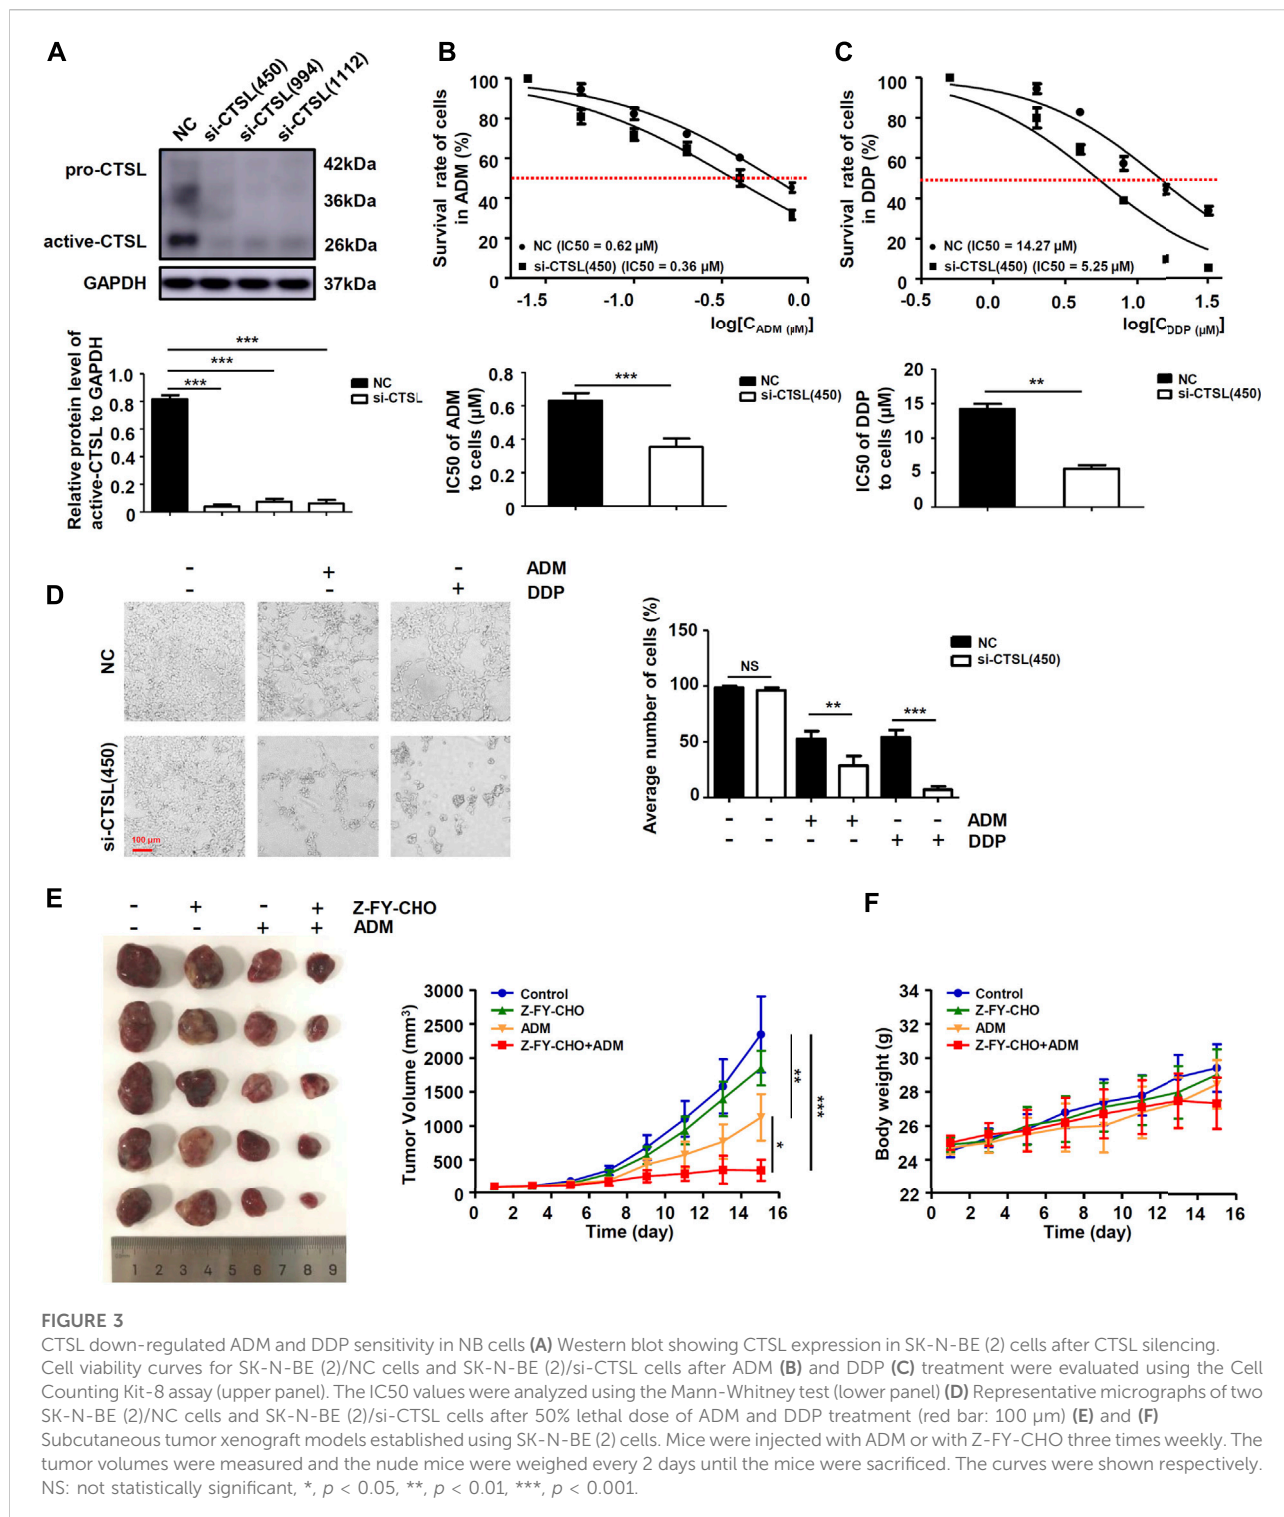 A
NC
si-CTSL(450)
si-CTSL(994)
si-CTSL(1112)
pro-CTSL
active-CTSL
GAPDH
42kDa
36kDa
26kDa
37kDa
Relative protein level of
active-CTSL to GAPDH
1.0
0.8
0.6
0.4
0.2
0
***
***
***
NC
si-CTSL
B
Survival rate of cells
in ADM (%)
100
80
60
40
20
0
NC (IC50 = 0.62 µM)
si-CTSL(450) (IC50 = 0.36 µM)
-1.5 -1.0 -0.5 0.0
log[C ADM (µM)]
IC50 of ADM
to cells (µM)
0.8
0.6
0.4
0.2
0
***
NC
si-CTSL(450)
C
Survival rate of cells
in DDP (%)
100
80
60
40
20
0
NC (IC50 = 14.27 µM)
si-CTSL(450) (IC50 = 5.25 µM)
-0.5 0.0 0.5 1.0 1.5
log[C DDP (µM)]
IC50 of DDP
to cells (µM)
20
15
10
5
0
**
NC
si-CTSL(450)
D
- + - ADM
- - + DDP
NC
si-CTSL(450)
100 µm
Average number of cells (%)
150
100
50
0
NS
**
***
NC
si-CTSL(450)
- - + + - - ADM
- - - - + + DDP
E
- + - + Z-FY-CHO
- - + + ADM
1 2 3 4 5 6 7 8 9
Tumor Volume (mm³)
3000
2500
2000
1500
1000
500
0
Control
Z-FY-CHO
ADM
Z-FY-CHO+ADM
**
***
*
0 2 4 6 8 10 12 14 16
Time (day)
F
Body weight (g)
34
32
30
28
26
24
22
Control
Z-FY-CHO
ADM
Z-FY-CHO+ADM
0 2 4 6 8 10 12 14 16
Time (day)
FIGURE 3
CTSL down-regulated ADM and DDP sensitivity in NB cells (A) Western blot showing CTSL expression in SK-N-BE (2) cells after CTSL silencing.
Cell viability curves for SK-N-BE (2)/NC cells and SK-N-BE (2)/si-CTSL cells after ADM (B) and DDP (C) treatment were evaluated using the Cell
Counting Kit-8 assay (upper panel). The IC50 values were analyzed using the Mann-Whitney test (lower panel) (D) Representative micrographs of two
SK-N-BE (2)/NC cells and SK-N-BE (2)/si-CTSL cells after 50% lethal dose of ADM and DDP treatment (red bar: 100 µm) (E) and (F)
Subcutaneous tumor xenograft models established using SK-N-BE (2) cells. Mice were injected with ADM or with Z-FY-CHO three times weekly. The
tumor volumes were measured and the nude mice were weighed every 2 days until the mice were sacrificed. The curves were shown respectively.
NS: not statistically significant, *, p < 0.05, **, p < 0.01, ***, p < 0.001.